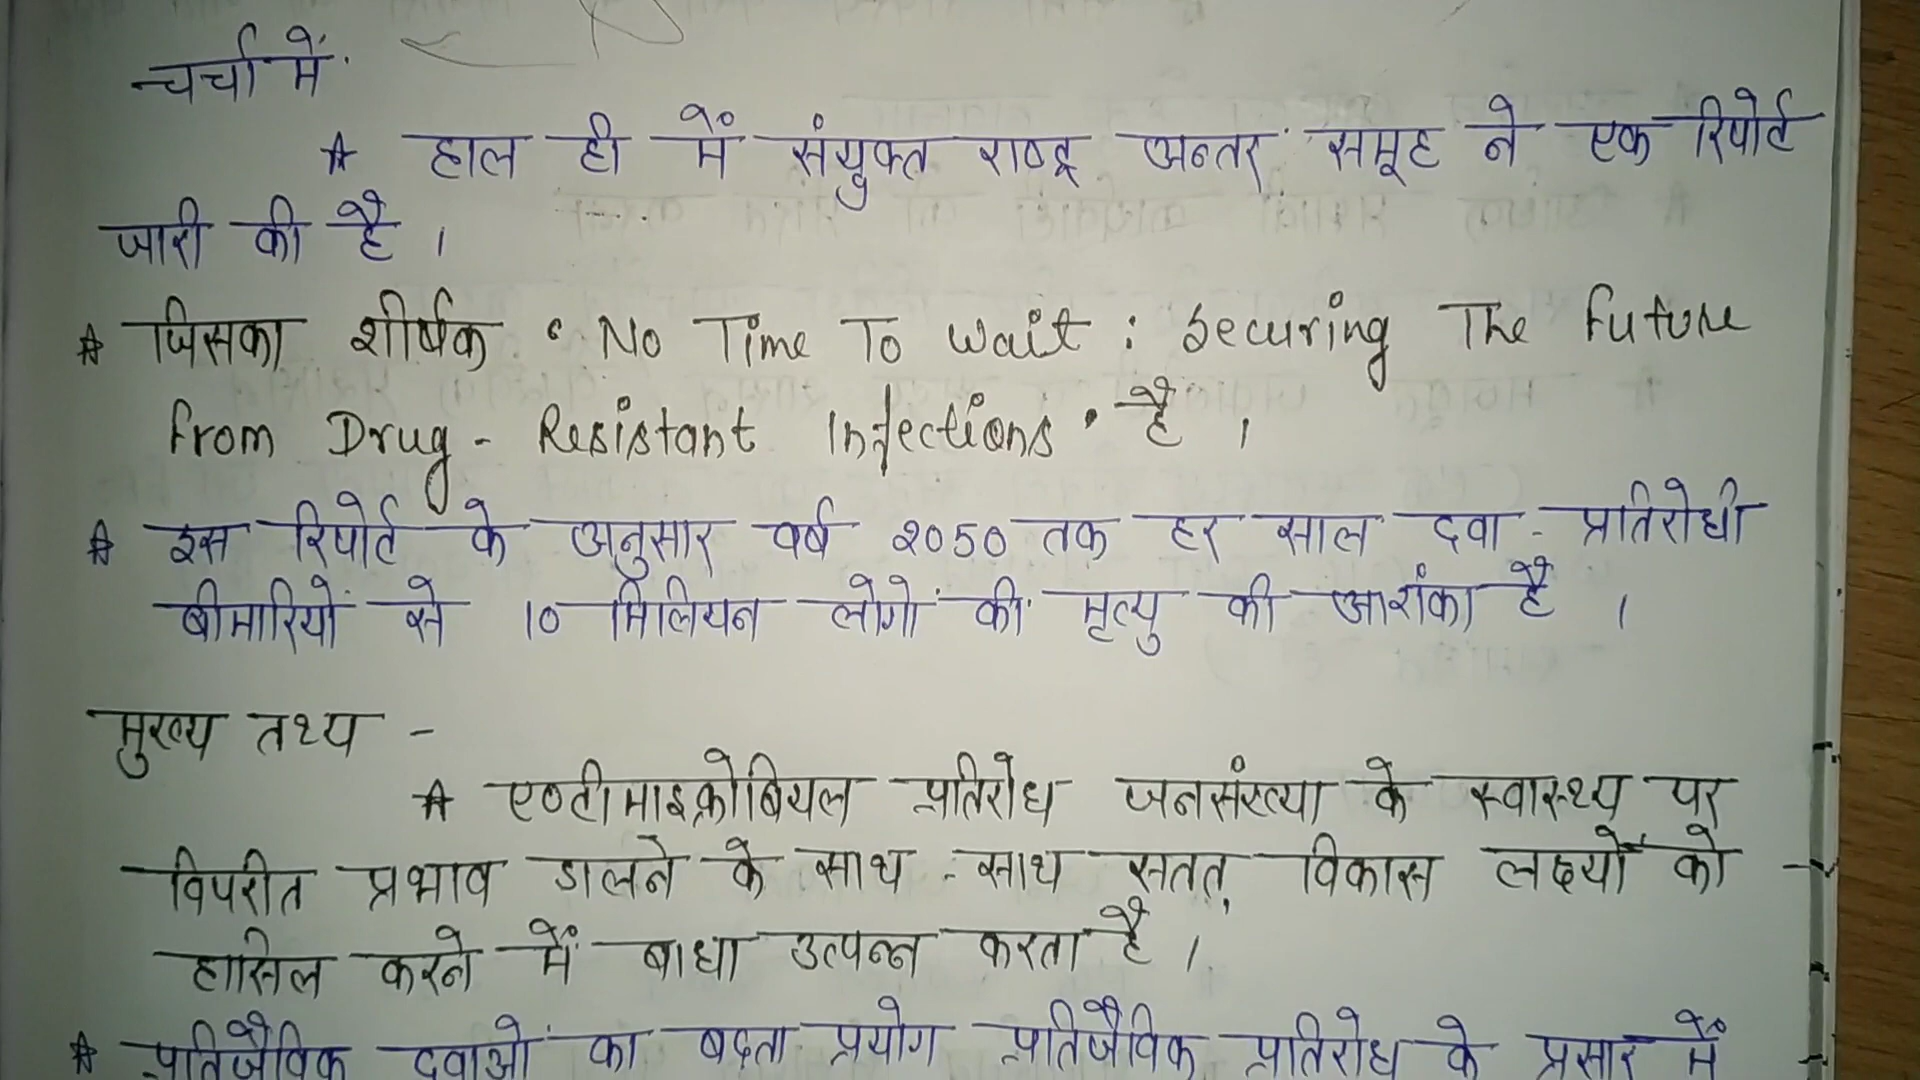 चर्चा में
☆ हाल ही में संयुक्त राष्ट्र अन्तर समूह ने एक रिपोर्ट
जारी की है ।
☆ जिसका शीर्षक ‘ No Time To Wait : Securing The Future
From Drug - Resistant Infections ’ है ।
☆ इस रिपोर्ट के अनुसार वर्ष 2050 तक हर साल दवा - प्रतिरोधी
बीमारियों से 10 मिलियन लोगों की मृत्यु की आशंका है ।
मुख्य तथ्य -
☆ एण्टीमाइक्रोबियल प्रतिरोध जनसंख्या के स्वास्थ्य पर
विपरीत प्रभाव डालने के साथ - साथ सतत् विकास लक्ष्यों को
हासिल करने में बाधा उत्पन्न करता है ।
☆ प्रतिजैविक दवाओं का बढ़ता प्रयोग प्रतिजैविक प्रतिरोध के प्रसार में